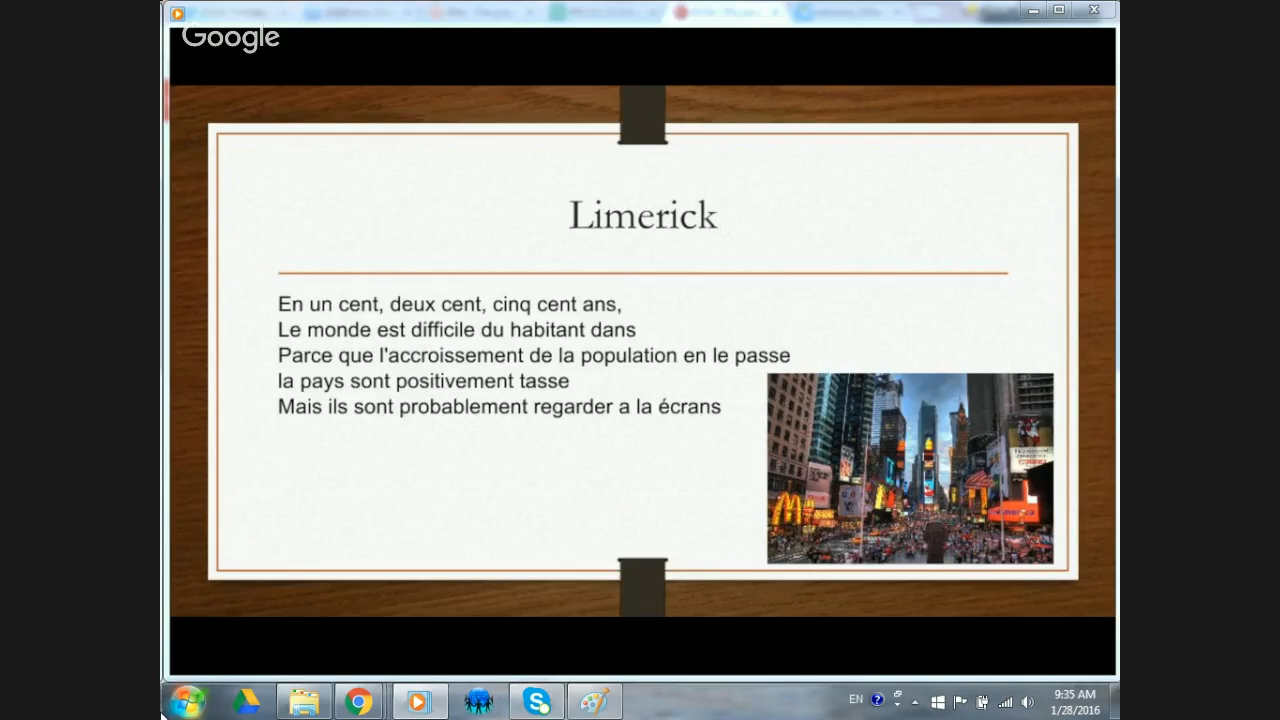 Google
Limerick
En un cent, deux cent, cinq cent ans,
Le monde est difficile du habitant dans
Parce que l'accroissement de la population en le passe
la pays sont positivement tasse
Mais ils sont probablement regarder a la écrans
EN
9:35 AM
1/28/2016